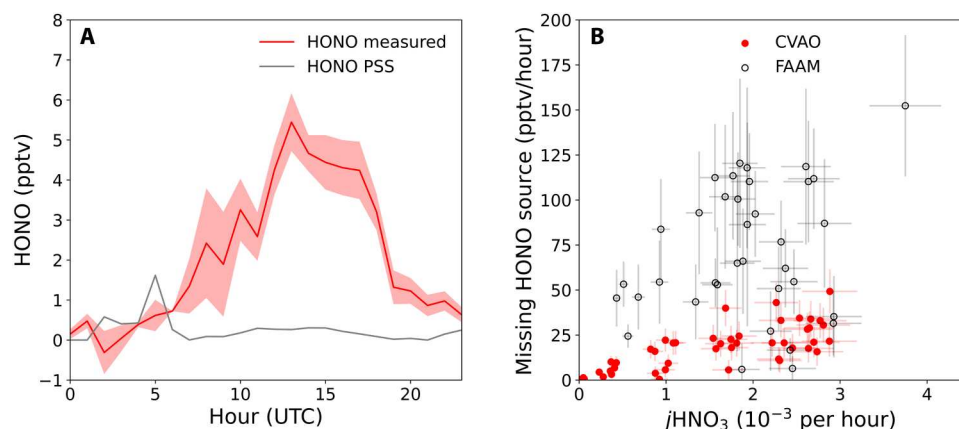 A
HONO measured
HONO PSS
HONO (pptv)
8
7
6
5
4
3
2
1
0
−1
0
5
10
15
20
Hour (UTC)
B
CVAO
FAAM
Missing HONO source (pptv/hour)
200
175
150
125
100
75
50
25
0
0
1
2
3
4
jHNO₃ (10⁻³ per hour)